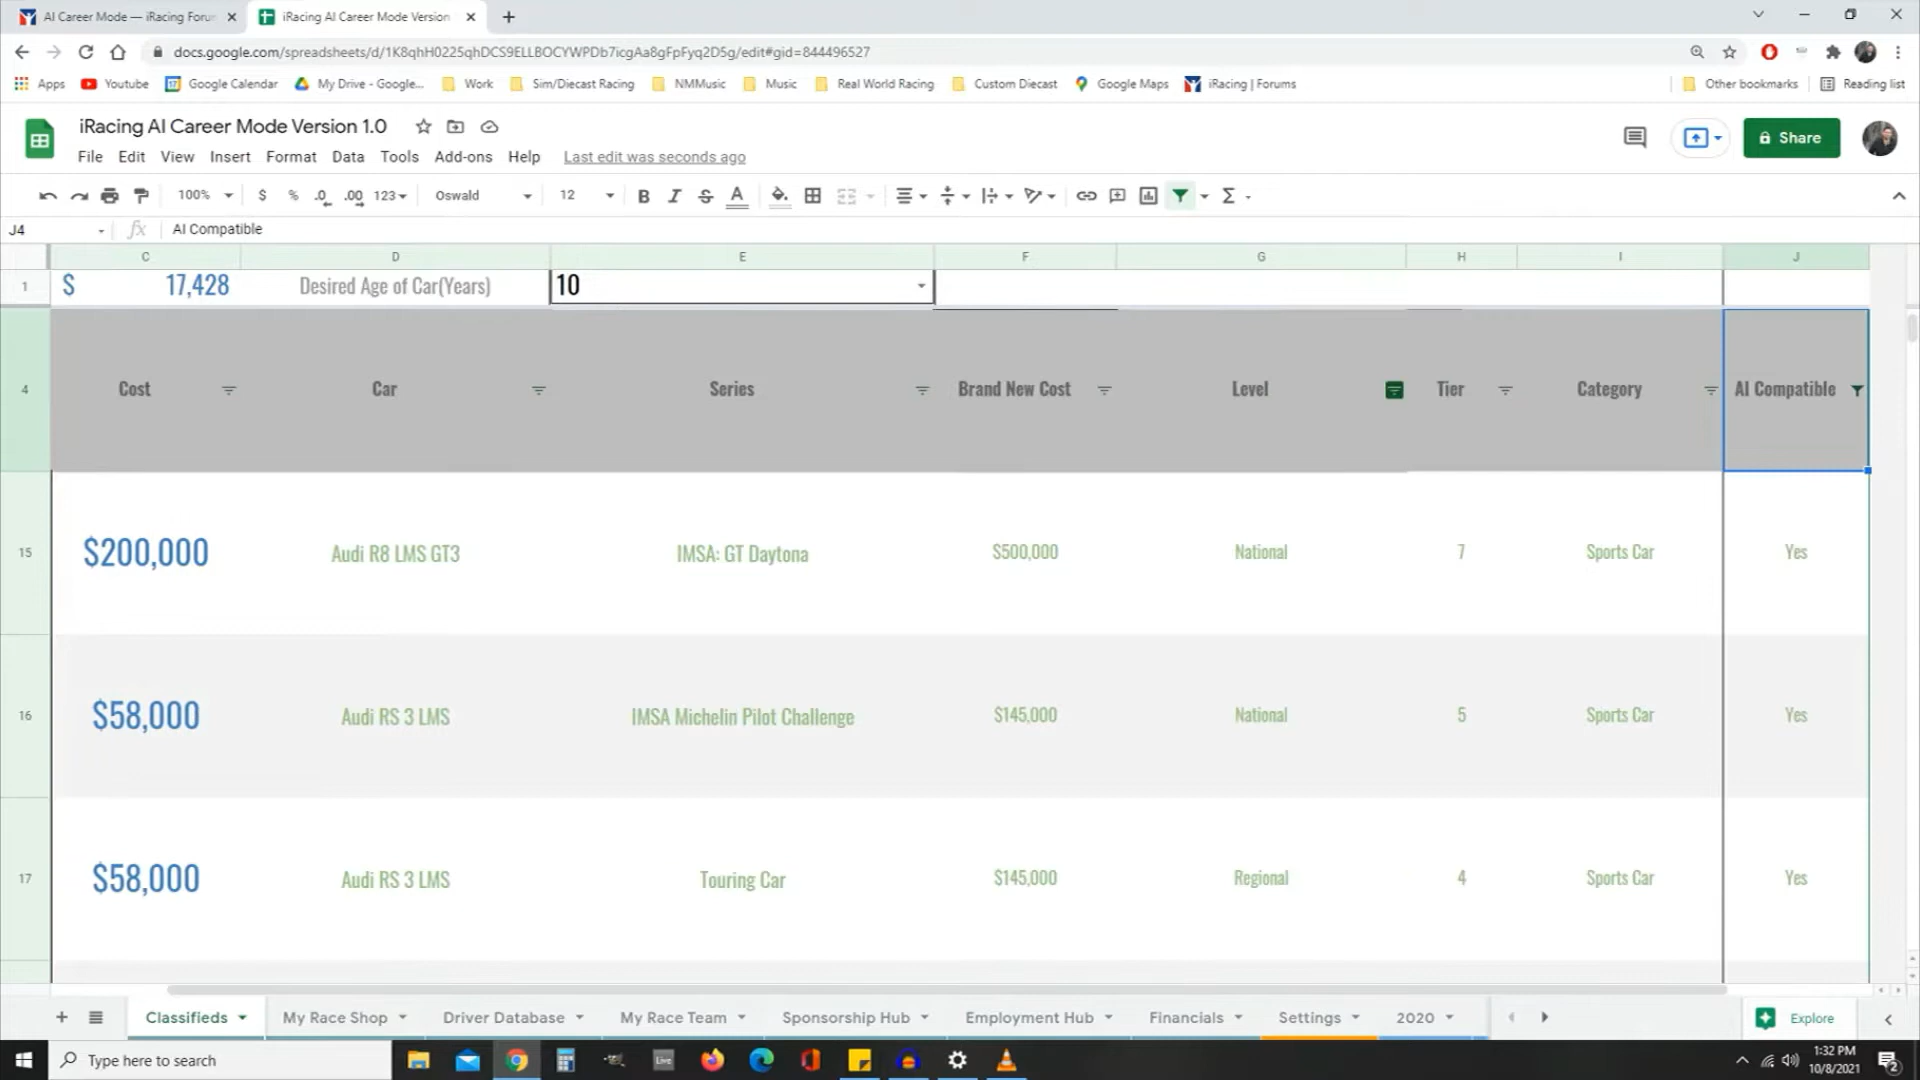 AI Career Mode — iRacing Forum
iRacing AI Career Mode Version
docs.google.com/spreadsheets/d/1K8qhH0225qhDCS9ELLBOCYWPDb7icgAa8gFpFyq2D5g/edit#gid=844496527
Apps Youtube Google Calendar My Drive - Google... Work Sim/Diecast Racing NMMusic Music Real World Racing Custom Diecast Google Maps iRacing | Forums Other bookmarks Reading list
iRacing AI Career Mode Version 1.0
Share
File Edit View Insert Format Data Tools Add-ons Help Last edit was seconds ago
100% $ % .0 .00 123 Oswald 12 B I S A Σ
J4 fx AI Compatible
C D E F G H I J
1 $ 17,428 Desired Age of Car(Years) 10
4 Cost Car Series Brand New Cost Level Tier Category AI Compatible
15 $200,000 Audi R8 LMS GT3 IMSA: GT Daytona $500,000 National 7 Sports Car Yes
16 $58,000 Audi RS 3 LMS IMSA Michelin Pilot Challenge $145,000 National 5 Sports Car Yes
17 $58,000 Audi RS 3 LMS Touring Car $145,000 Regional 4 Sports Car Yes
Classifieds My Race Shop Driver Database My Race Team Sponsorship Hub Employment Hub Financials Settings 2020 Explore
Type here to search
Live
1:32 PM
10/8/2021
2